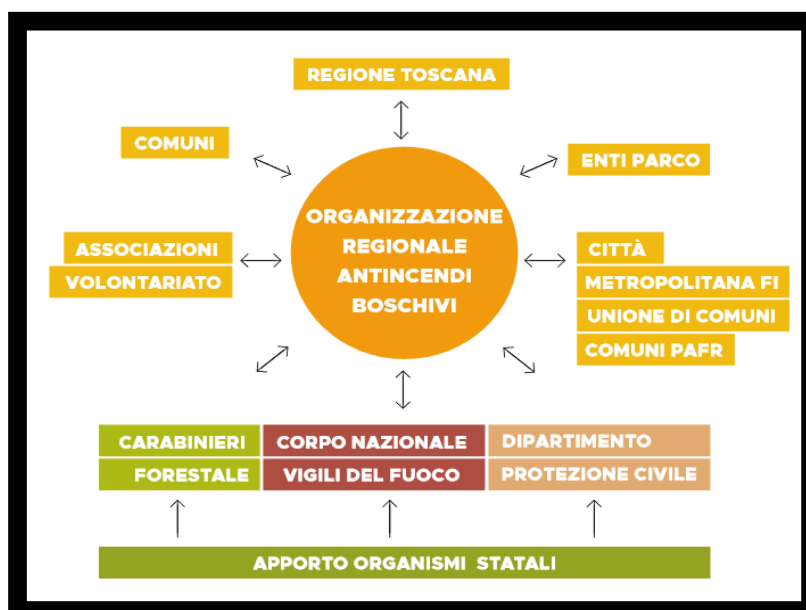 REGIONE TOSCANA
COMUNI
ENTI PARCO
ORGANIZZAZIONE
REGIONALE
ANTINCENDI
BOSCHIVI
ASSOCIAZIONI
VOLONTARIATO
CITTÀ
METROPOLITANA FI
UNIONE DI COMUNI
COMUNI PAFR
CARABINIERI
FORESTALE
CORPO NAZIONALE
VIGILI DEL FUOCO
DIPARTIMENTO
PROTEZIONE CIVILE
APPORTO ORGANISMI STATALI